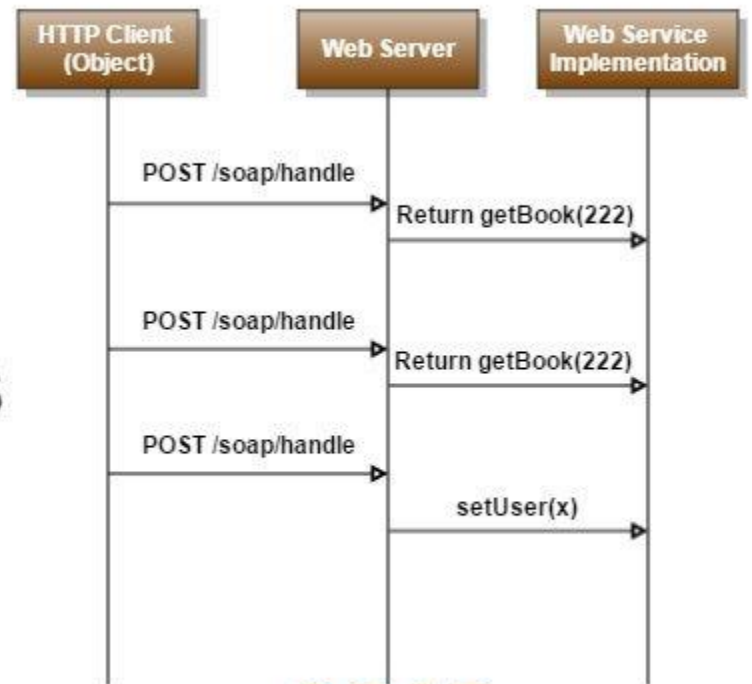 HTTP Client
(Object)
Web Server
Web Service
Implementation
POST /soap/handle
Return getBook(222)
POST /soap/handle
Return getBook(222)
POST /soap/handle
setUser(x)